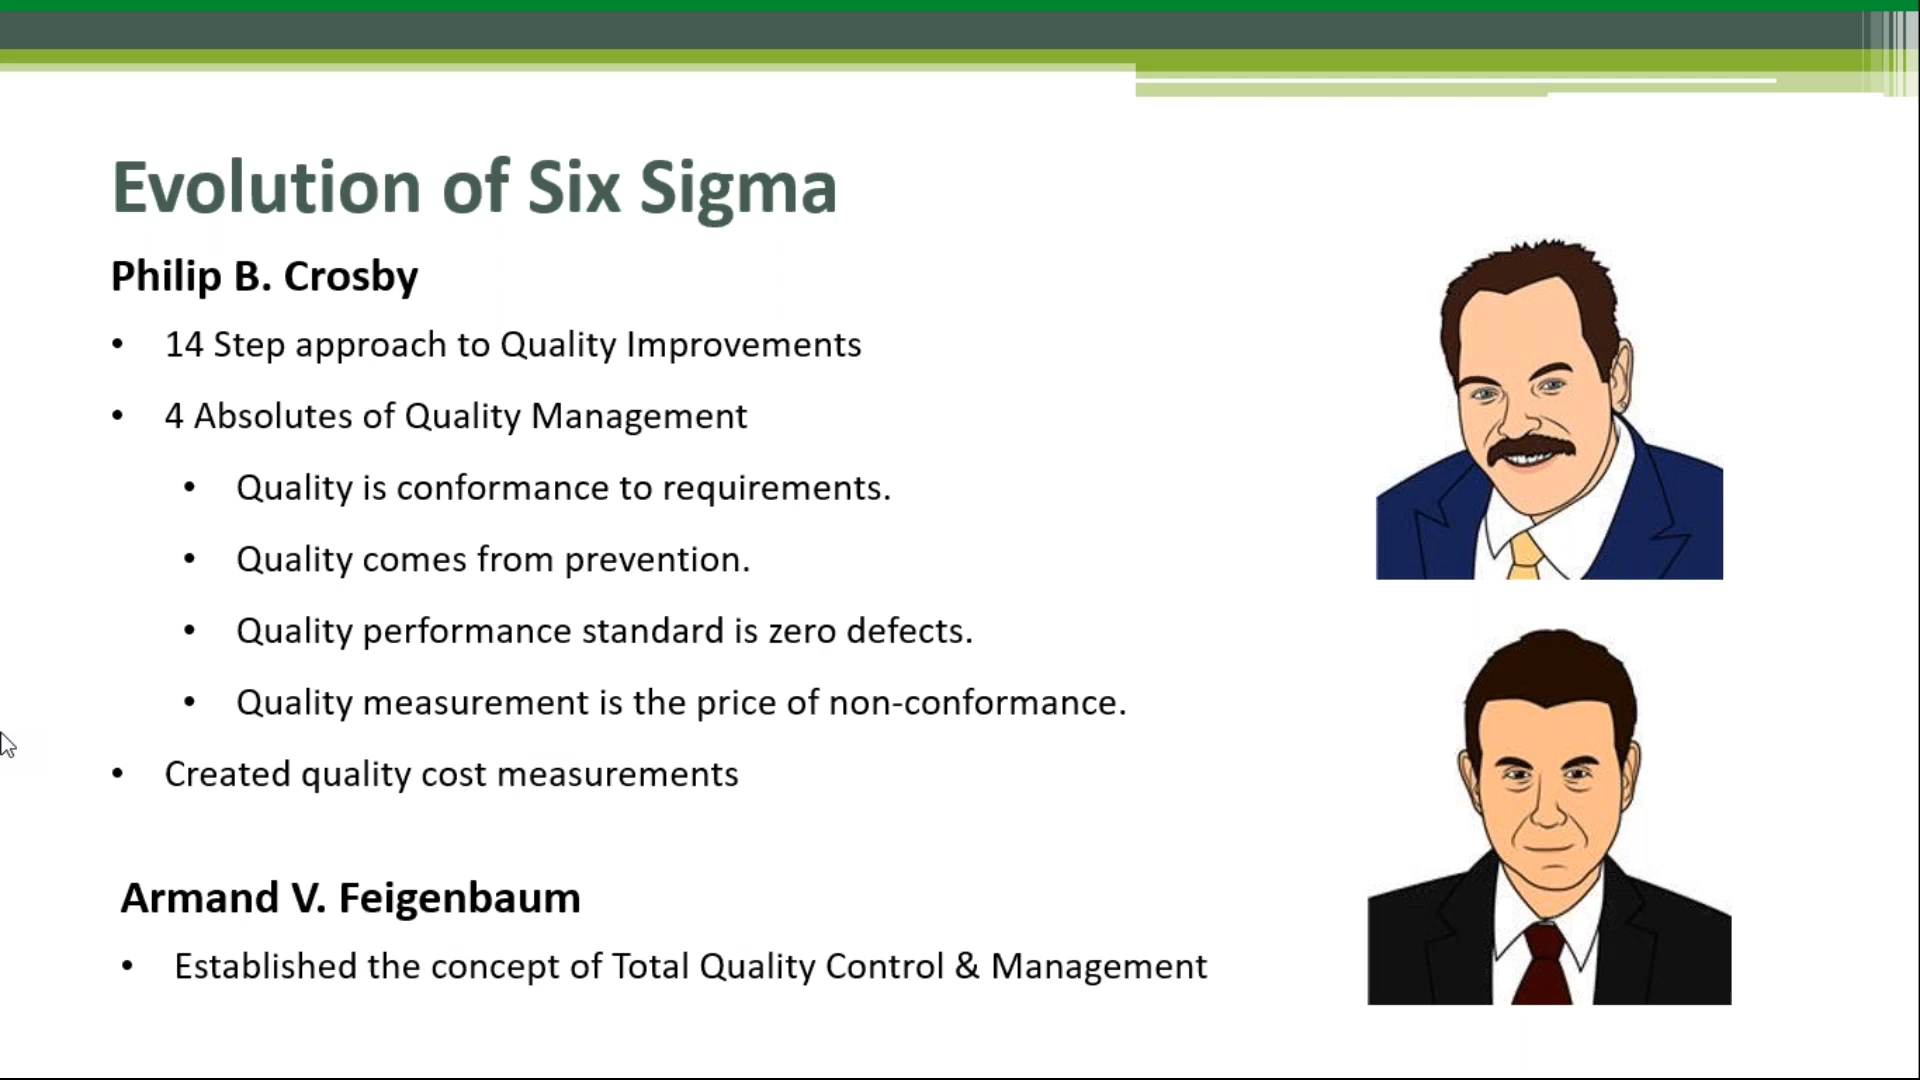 Evolution of Six Sigma
Philip B. Crosby
• 14 Step approach to Quality Improvements
• 4 Absolutes of Quality Management
• Quality is conformance to requirements.
• Quality comes from prevention.
• Quality performance standard is zero defects.
• Quality measurement is the price of non-conformance.
• Created quality cost measurements
Armand V. Feigenbaum
• Established the concept of Total Quality Control & Management